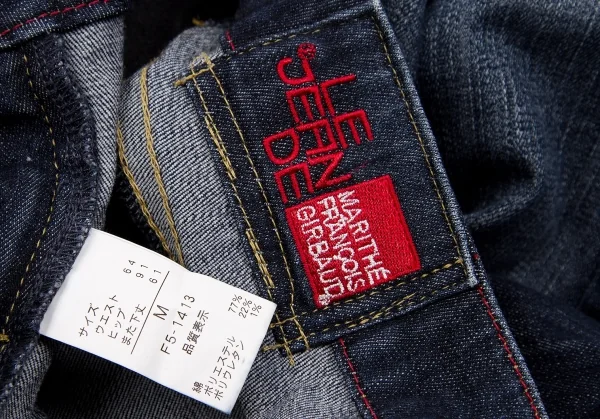 LE
JEAN
DE
MARITHÉ
FRANÇOIS
GIRBAUD®
サイズ
ウエスト 64
ヒップ 91
また下丈 61
M
F5-1413
品質表示
綿 77%
ポリエステル 22%
ポリウレタン 1%